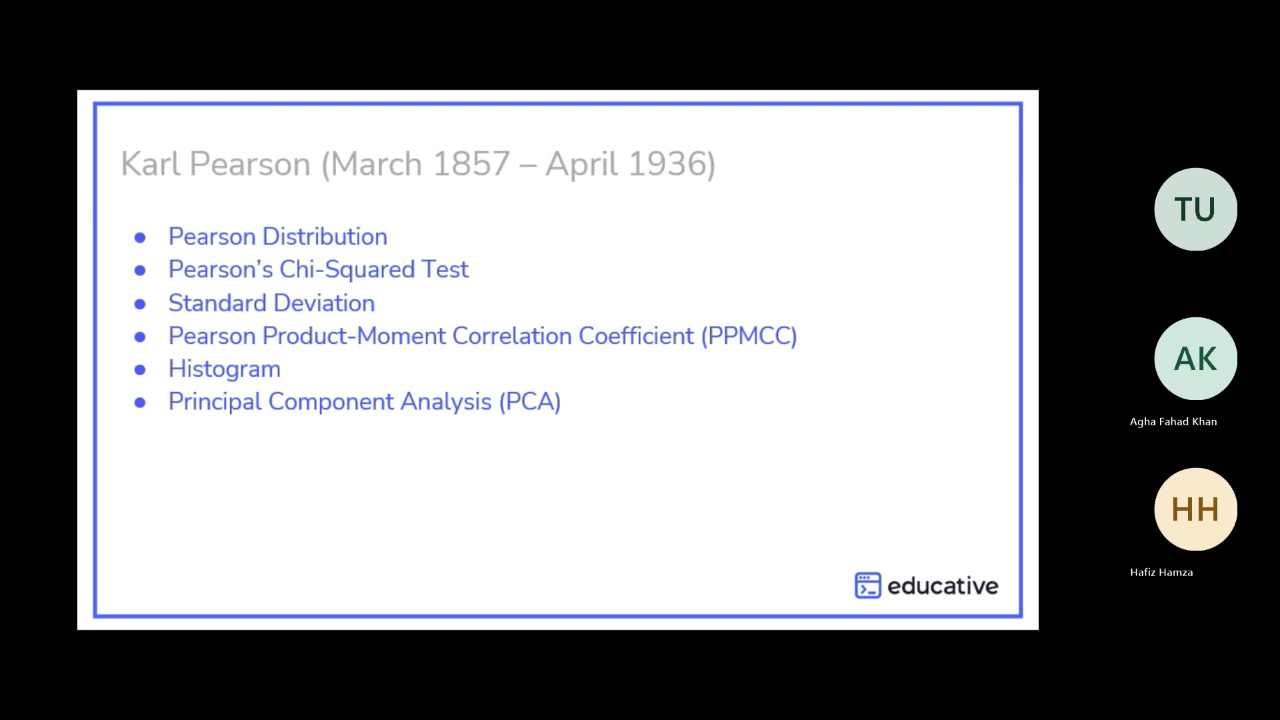 Karl Pearson (March 1857 – April 1936)
● Pearson Distribution
● Pearson’s Chi-Squared Test
● Standard Deviation
● Pearson Product-Moment Correlation Coefficient (PPMCC)
● Histogram
● Principal Component Analysis (PCA)
educative
TU
AK
Agha Fahad Khan
HH
Hafiz Hamza